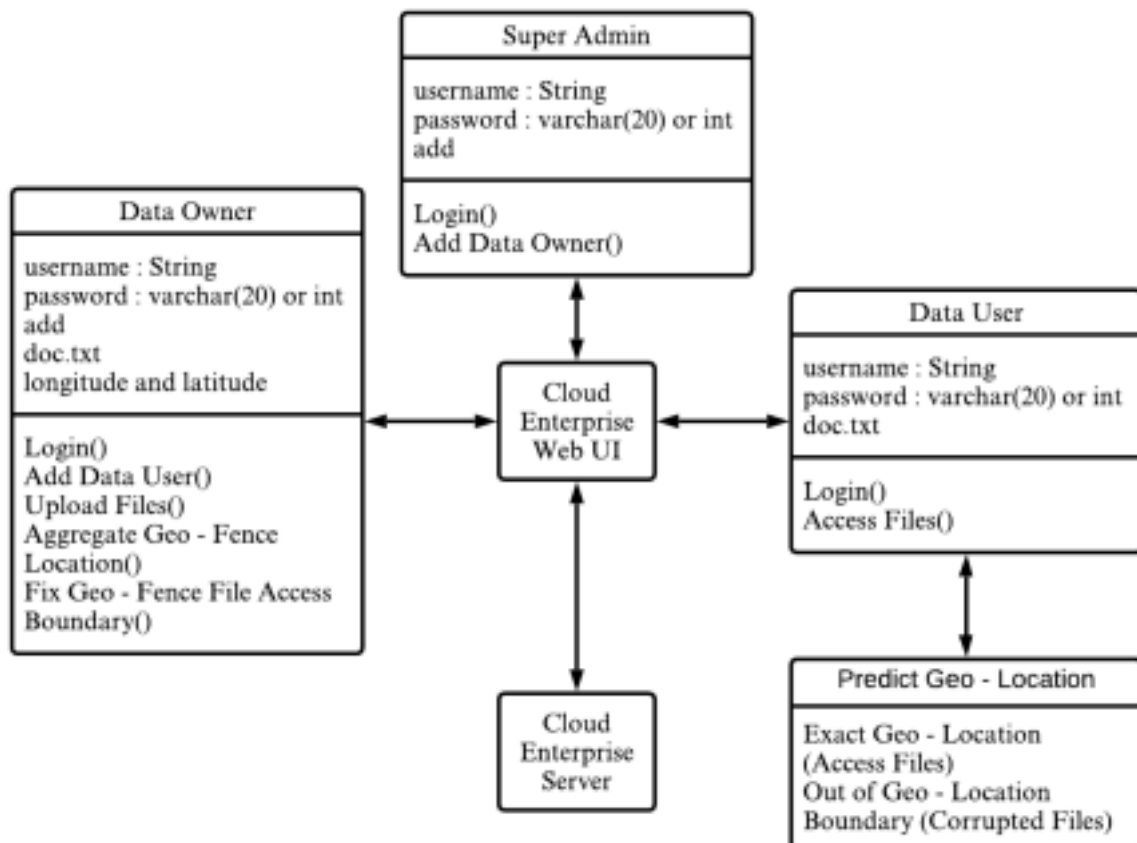 Super Admin
username : String
password : varchar(20) or int
add
Login()
Add Data Owner()
Data Owner
username : String
password : varchar(20) or int
add
doc.txt
longitude and latitude
Login()
Add Data User()
Upload Files()
Aggregate Geo - Fence
Location()
Fix Geo - Fence File Access
Boundary()
Cloud
Enterprise
Web UI
Data User
username : String
password : varchar(20) or int
doc.txt
Login()
Access Files()
Cloud
Enterprise
Server
Predict Geo - Location
Exact Geo - Location
(Access Files)
Out of Geo - Location
Boundary (Corrupted Files)